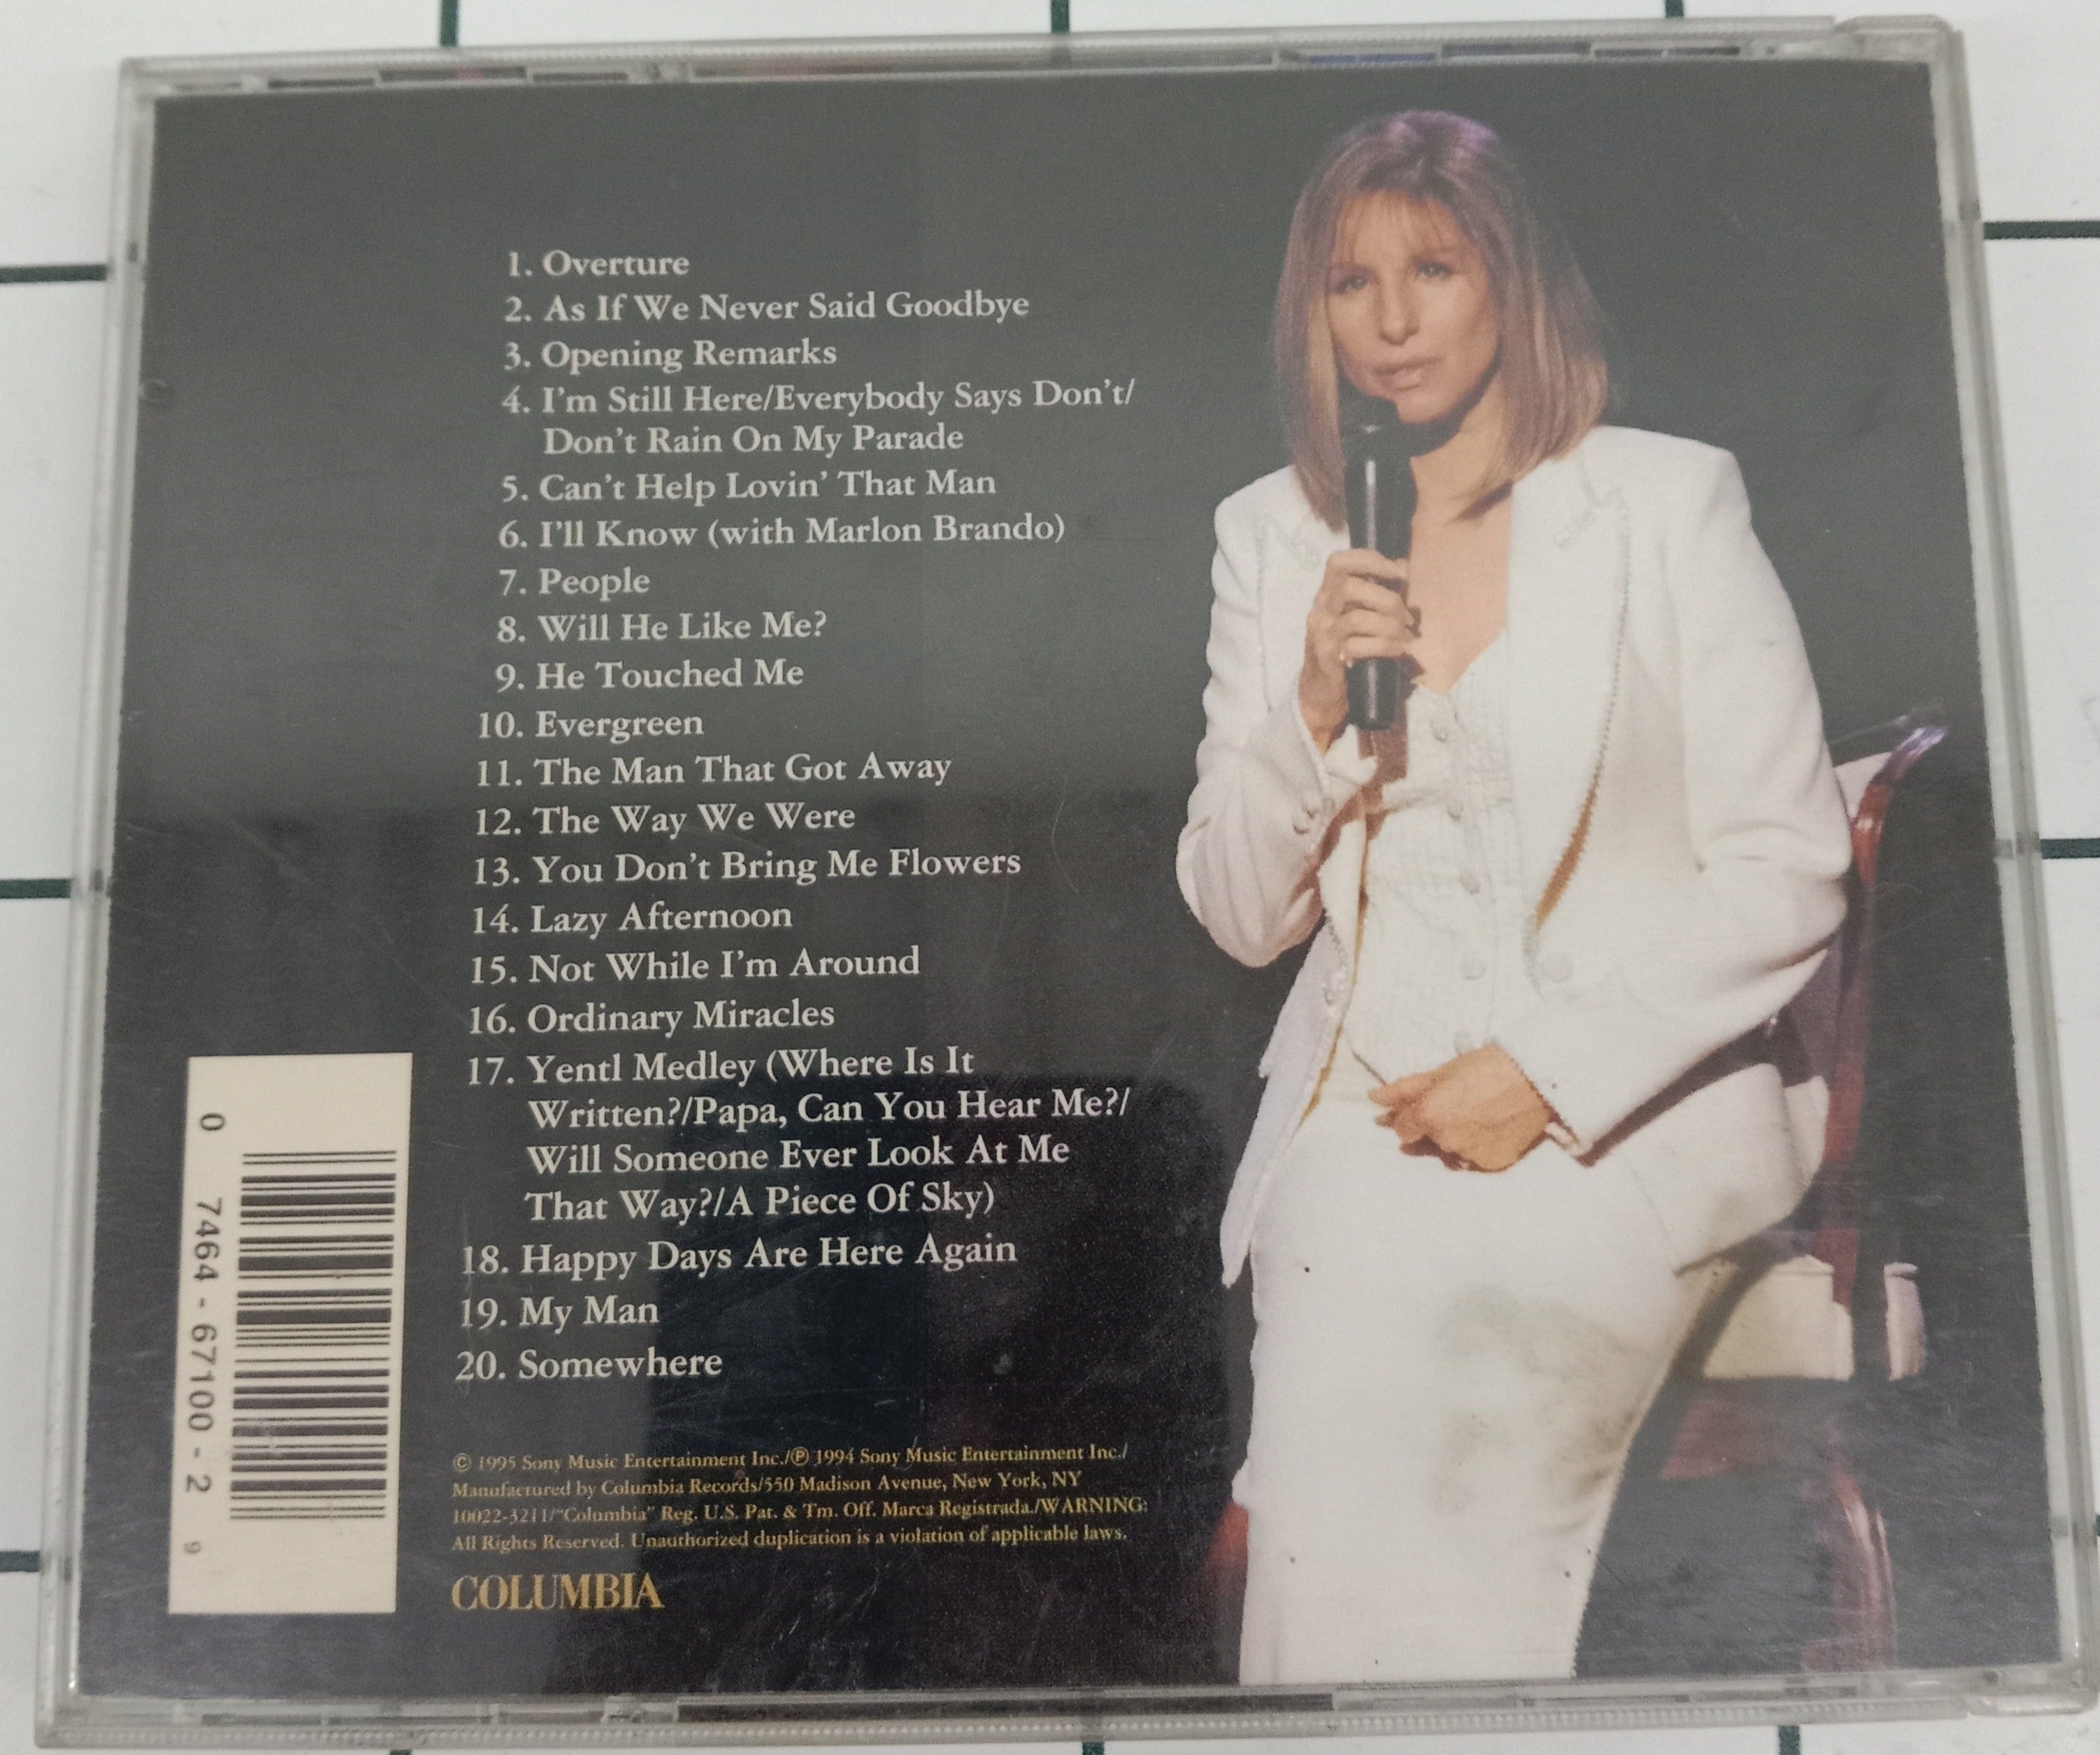 1. Overture
2. As If We Never Said Goodbye
3. Opening Remarks
4. I'm Still Here/Everybody Says Don't/
Don't Rain On My Parade
5. Can't Help Lovin' That Man
6. I'll Know (with Marlon Brando)
7. People
8. Will He Like Me?
9. He Touched Me
10. Evergreen
11. The Man That Got Away
12. The Way We Were
13. You Don't Bring Me Flowers
14. Lazy Afternoon
15. Not While I'm Around
16. Ordinary Miracles
17. Yentl Medley (Where Is It
Written?/Papa, Can You Hear Me?/
Will Someone Ever Look At Me
That Way?/A Piece Of Sky)
18. Happy Days Are Here Again
19. My Man
20. Somewhere
© 1995 Sony Music Entertainment Inc./℗ 1994 Sony Music Entertainment Inc./
Manufactured by Columbia Records/550 Madison Avenue, New York, NY
10022-3211/"Columbia" Reg. U.S. Pat. & Tm. Off. Marca Registrada./WARNING:
All Rights Reserved. Unauthorized duplication is a violation of applicable laws.
COLUMBIA
0 7464-67100-2 9